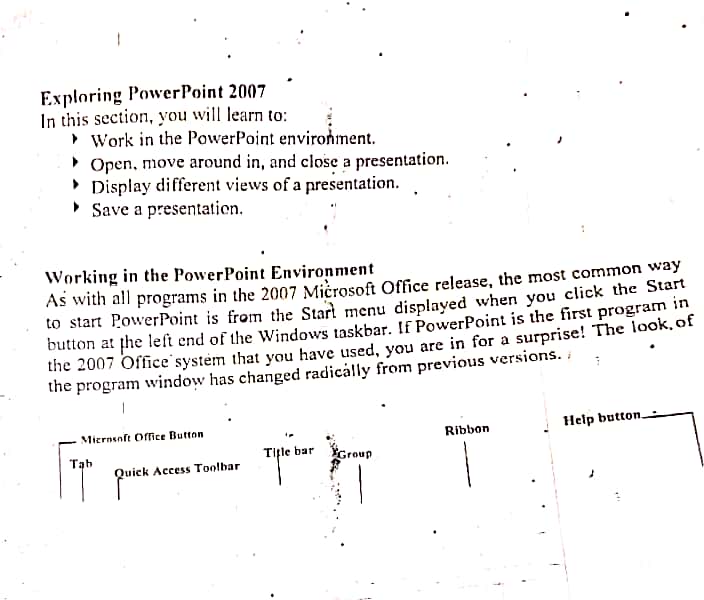 Exploring PowerPoint 2007
In this section, you will learn to:
Work in the PowerPoint environment.
Open, move around in, and close a presentation.
Display different views of a presentation.
Save a presentation.
Working in the PowerPoint Environment
As with all programs in the 2007 Microsoft Office release, the most common way
to start PowerPoint is from the Start menu displayed when you click the Start
button at the left end of the Windows taskbar. If PowerPoint is the first program in
the 2007 Office system that you have used, you are in for a surprise! The look of
the program window has changed radically from previous versions.
Microsoft Office Button
Tab
Quick Access Toolbar
Title bar
Group
Ribbon
Help button